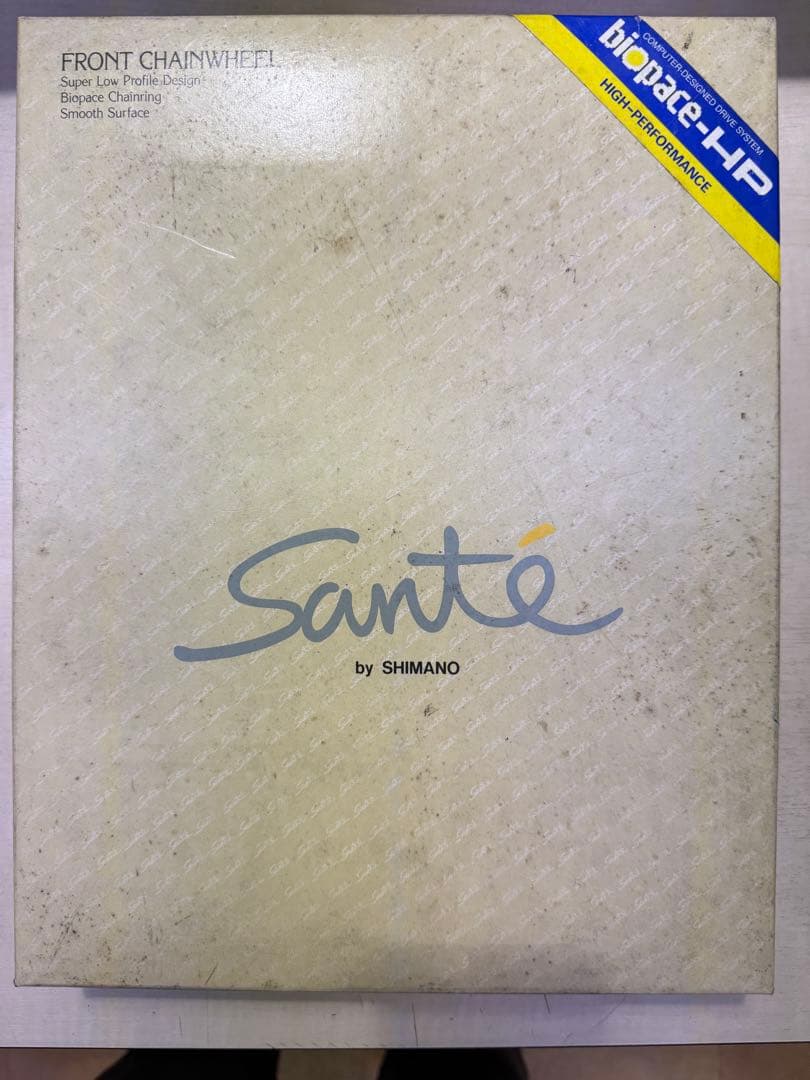 FRONT CHAINWHEEL
Super Low Profile Design
Biopace Chainring
Smooth Surface
COMPUTER-DESIGNED DRIVE SYSTEM
biopace-HP
HIGH-PERFORMANCE
Santé
by SHIMANO